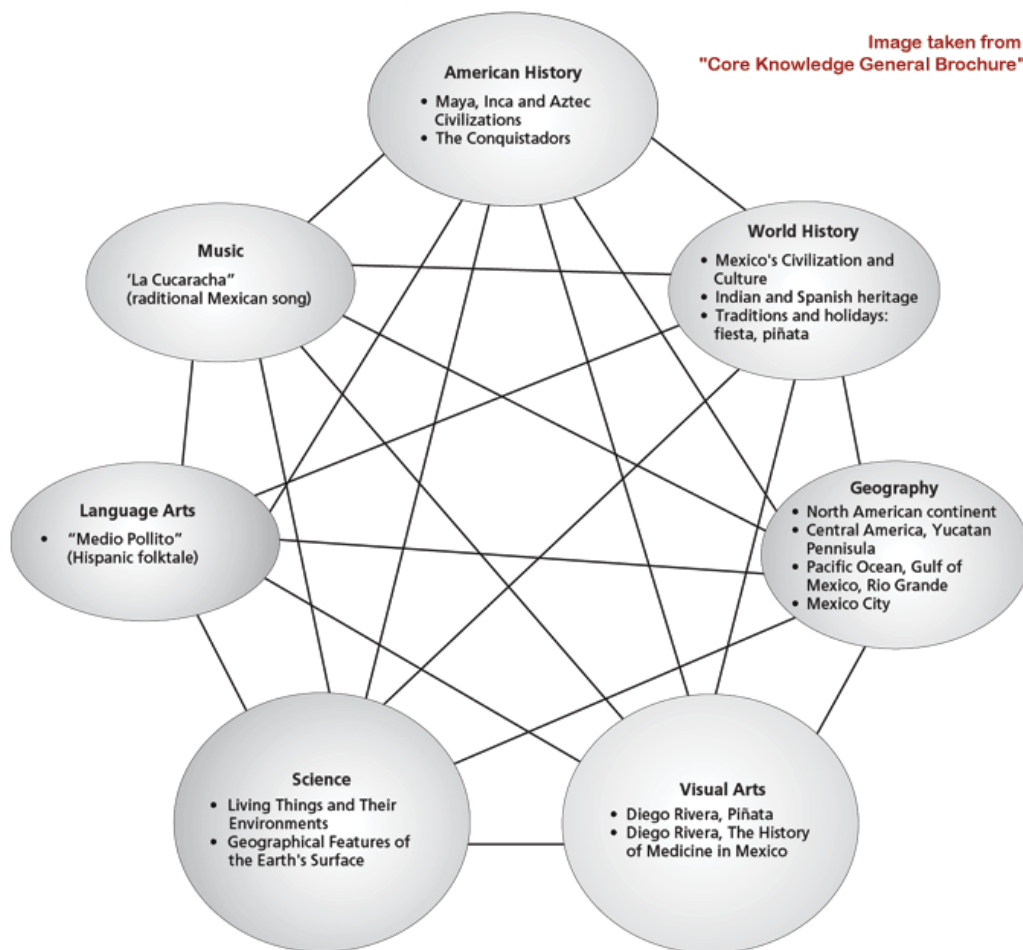 Image taken from
"Core Knowledge General Brochure"
American History
• Maya, Inca and Aztec
Civilizations
• The Conquistadors
Music
‘La Cucaracha”
(raditional Mexican song)
World History
• Mexico's Civilization and
Culture
• Indian and Spanish heritage
• Traditions and holidays:
fiesta, piñata
Language Arts
• “Medio Pollito”
(Hispanic folktale)
Geography
• North American continent
• Central America, Yucatan
Pennisula
• Pacific Ocean, Gulf of
Mexico, Rio Grande
• Mexico City
Science
• Living Things and Their
Environments
• Geographical Features of
the Earth's Surface
Visual Arts
• Diego Rivera, Piñata
• Diego Rivera, The History
of Medicine in Mexico